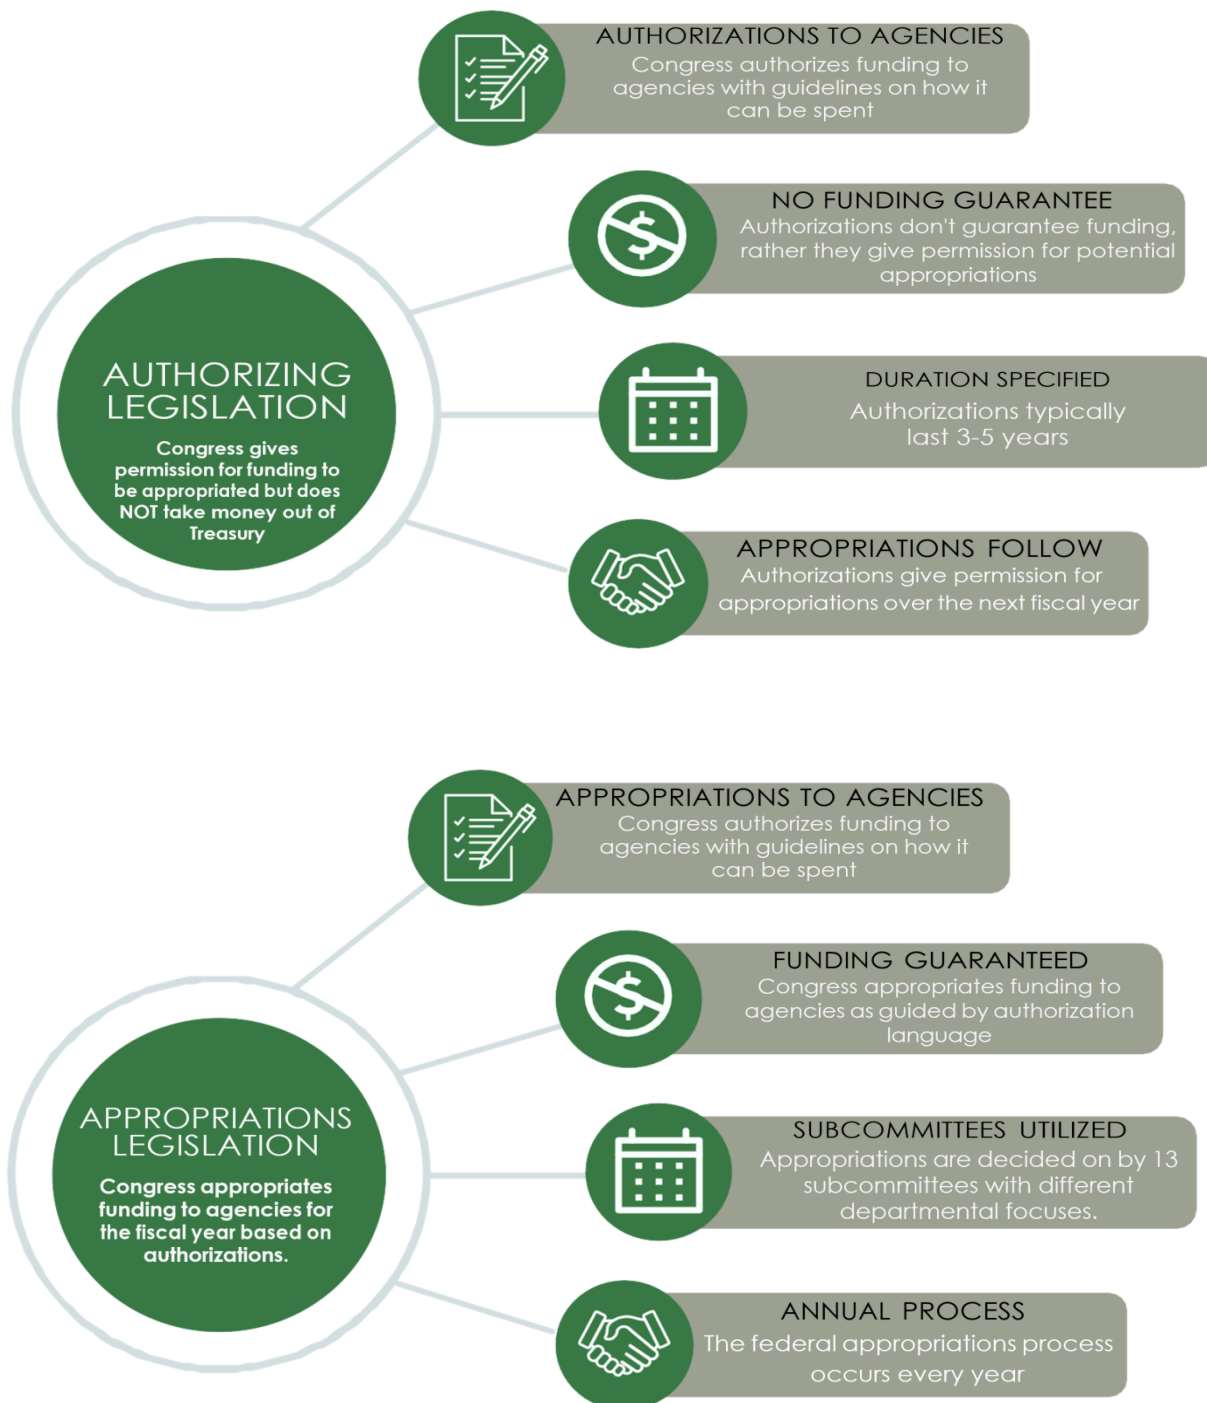 AUTHORIZATIONS TO AGENCIES
Congress authorizes funding to
agencies with guidelines on how it
can be spent
NO FUNDING GUARANTEE
Authorizations don't guarantee funding,
rather they give permission for potential
appropriations
AUTHORIZING
LEGISLATION
Congress gives
permission for funding to
be appropriated but does
NOT take money out of
Treasury
DURATION SPECIFIED
Authorizations typically
last 3-5 years
APPROPRIATIONS FOLLOW
Authorizations give permission for
appropriations over the next fiscal year
APPROPRIATIONS TO AGENCIES
Congress authorizes funding to
agencies with guidelines on how it
can be spent
FUNDING GUARANTEED
Congress appropriates funding to
agencies as guided by authorization
language
APPROPRIATIONS
LEGISLATION
Congress appropriates
funding to agencies for
the fiscal year based on
authorizations.
SUBCOMMITTEES UTILIZED
Appropriations are decided on by 13
subcommittees with different
departmental focuses.
ANNUAL PROCESS
The federal appropriations process
occurs every year